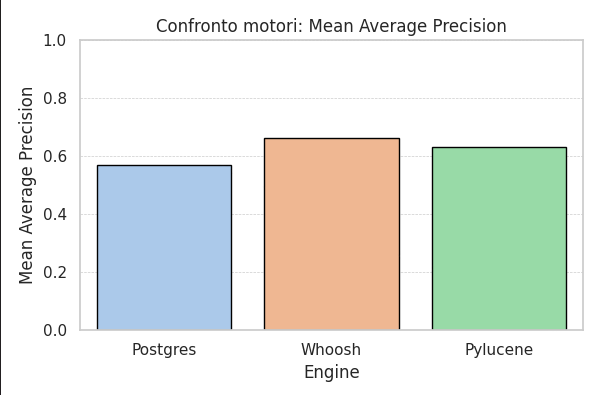 Confronto motori: Mean Average Precision
Mean Average Precision
1.0
0.8
0.6
0.4
0.2
0.0
Postgres
Whoosh
Pylucene
Engine